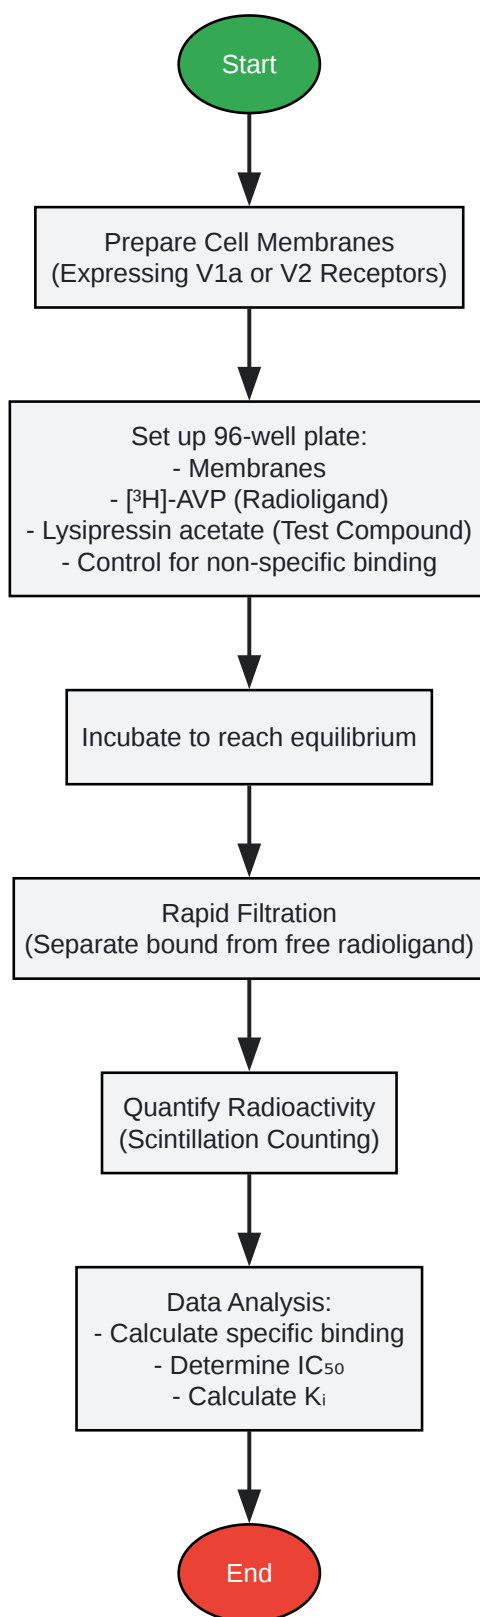 Start
Prepare Cell Membranes
(Expressing V1a or V2 Receptors)
Set up 96-well plate:
- Membranes
- [³H]-AVP (Radioligand)
- Lysipressin acetate (Test Compound)
- Control for non-specific binding
Incubate to reach equilibrium
Rapid Filtration
(Separate bound from free radioligand)
Quantify Radioactivity
(Scintillation Counting)
Data Analysis:
- Calculate specific binding
- Determine IC₅₀
- Calculate Kᵢ
End